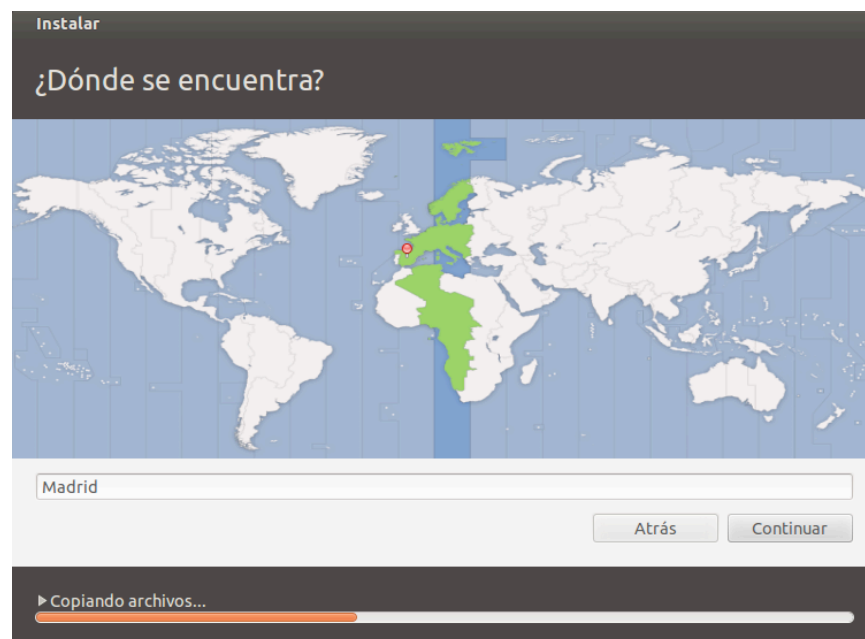 Instalar
¿Dónde se encuentra?
Madrid
Atrás
Continuar
Copiando archivos...